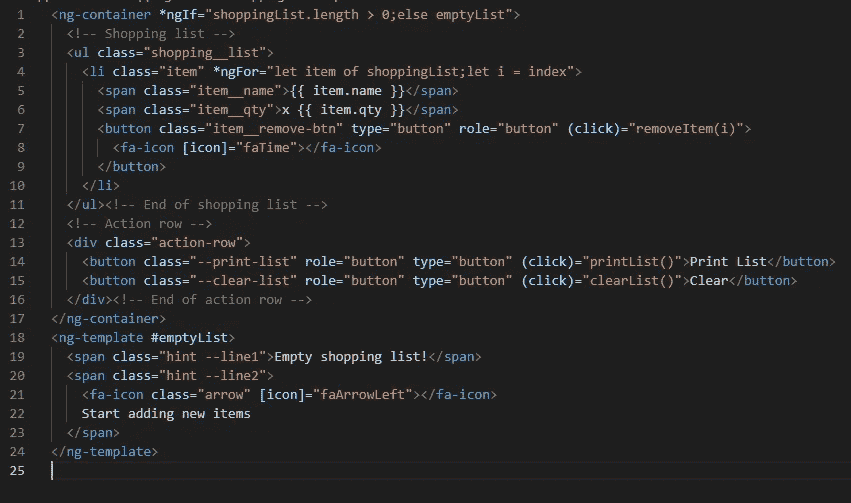 1 <ng-container *ngIf="shoppingList.length > 0;else emptyList">
2   <!-- Shopping list -->
3   <ul class="shopping__list">
4     <li class="item" *ngFor="let item of shoppingList;let i = index">
5       <span class="item__name">{{ item.name }}</span>
6       <span class="item__qty">x {{ item.qty }}</span>
7       <button class="item__remove-btn" type="button" role="button" (click)="removeItem(i)">
8         <fa-icon [icon]="faTime"></fa-icon>
9       </button>
10     </li>
11   </ul><!-- End of shopping list -->
12   <!-- Action row -->
13   <div class="action-row">
14     <button class="--print-list" role="button" type="button" (click)="printList()">Print List</button>
15     <button class="--clear-list" role="button" type="button" (click)="clearList()">Clear</button>
16   </div><!-- End of action row -->
17 </ng-container>
18 <ng-template #emptyList>
19   <span class="hint --line1">Empty shopping list!</span>
20   <span class="hint --line2">
21     <fa-icon class="arrow" [icon]="faArrowLeft"></fa-icon>
22     Start adding new items
23   </span>
24 </ng-template>
25